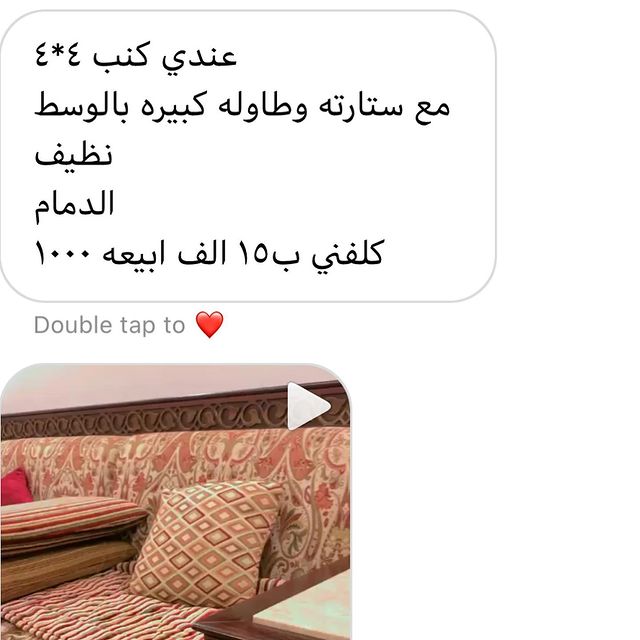 عندي كنب ٤*٤
مع ستارته وطاوله كبيره بالوسط
نظيف
الدمام
كلفني ب١٥ الف ابيعه ١٠٠٠
Double tap to ❤️